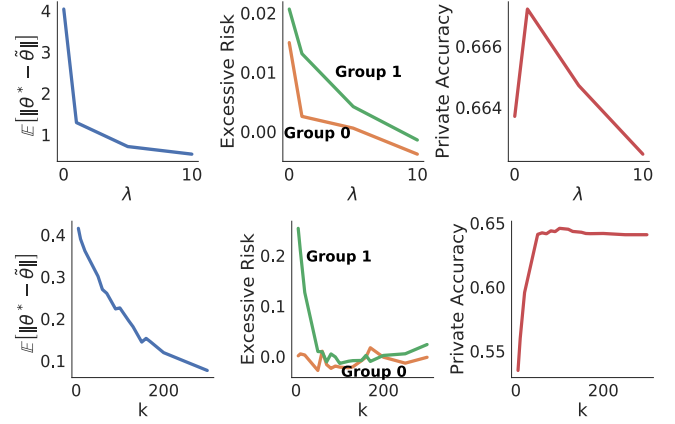 𝔼[‖θ* − θ̃‖]
4
3
2
1
0 10
λ
Excessive Risk
0.02
0.01
0.00
Group 1
Group 0
0 10
λ
Private Accuracy
0.666
0.664
0 10
λ
𝔼[‖θ* − θ̃‖]
0.4
0.3
0.2
0.1
0 200
k
Excessive Risk
0.2
0.1
0.0
Group 1
Group 0
0 200
k
Private Accuracy
0.65
0.60
0.55
0 200
k